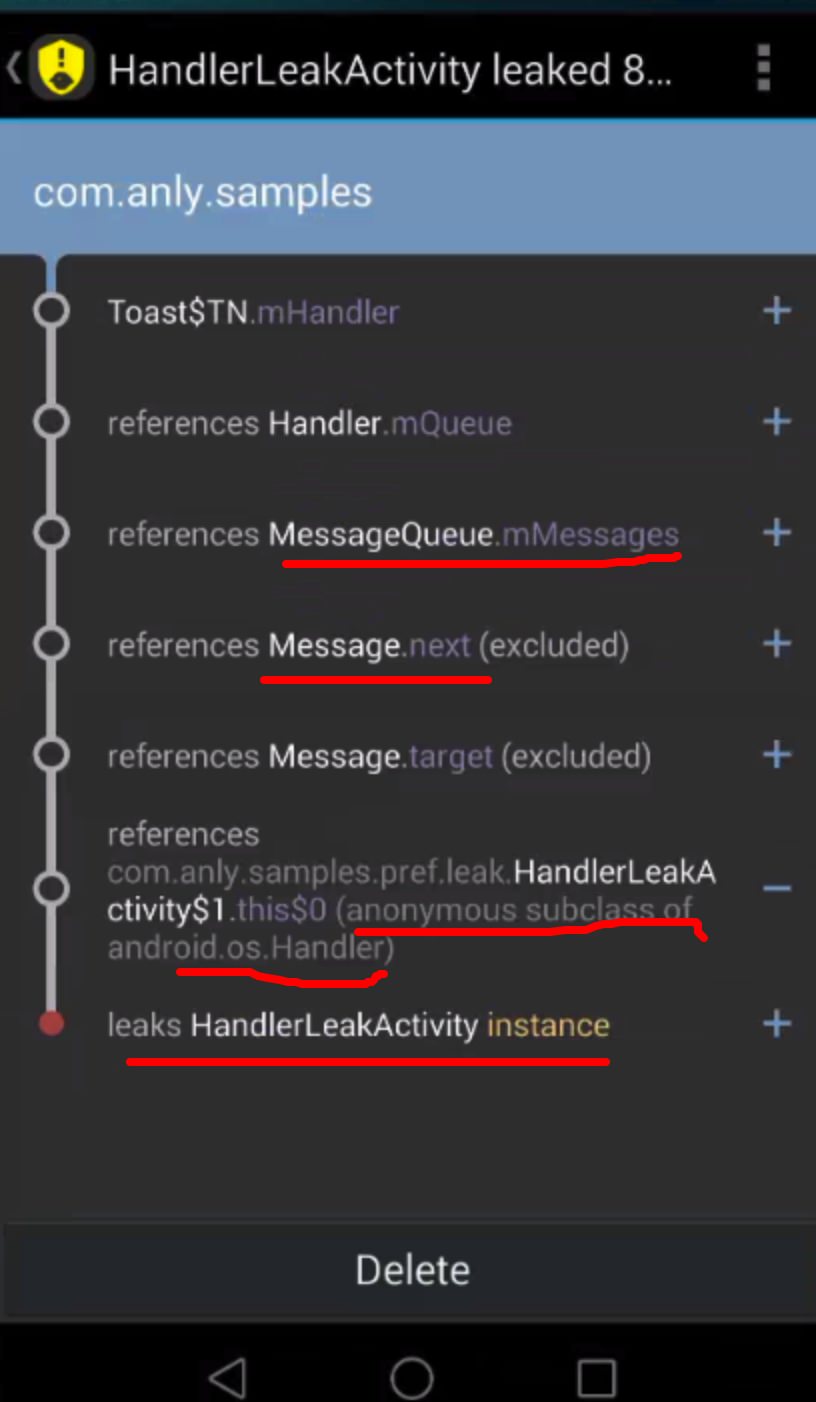 HandlerLeakActivity leaked 8...
com.anly.samples
Toast$TN.mHandler
references Handler.mQueue
references MessageQueue.mMessages
references Message.next (excluded)
references Message.target (excluded)
references
com.anly.samples.pref.leak.HandlerLeakA
ctivity$1.this$0 (anonymous subclass of
android.os.Handler)
leaks HandlerLeakActivity instance
Delete